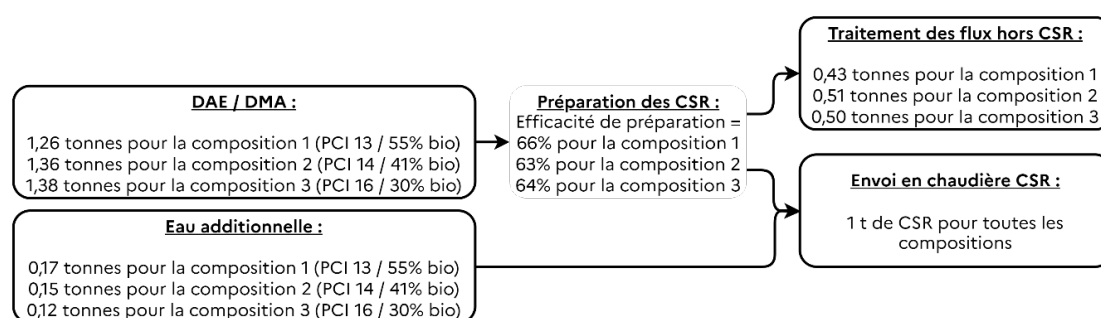 DAE / DMA :
1,26 tonnes pour la composition 1 (PCI 13 / 55% bio)
1,36 tonnes pour la composition 2 (PCI 14 / 41% bio)
1,38 tonnes pour la composition 3 (PCI 16 / 30% bio)
Eau additionnelle :
0,17 tonnes pour la composition 1 (PCI 13 / 55% bio)
0,15 tonnes pour la composition 2 (PCI 14 / 41% bio)
0,12 tonnes pour la composition 3 (PCI 16 / 30% bio)
Préparation des CSR :
Efficacité de préparation =
66% pour la composition 1
63% pour la composition 2
64% pour la composition 3
Traitement des flux hors CSR :
0,43 tonnes pour la composition 1
0,51 tonnes pour la composition 2
0,50 tonnes pour la composition 3
Envoi en chaudière CSR :
1 t de CSR pour toutes les
compositions